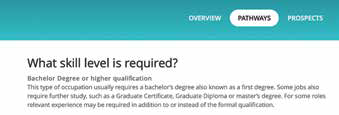 OVERVIEW PATHWAYS PROSPECTS
What skill level is required?
Bachelor Degree or higher qualification
This type of occupation usually requires a bachelor's degree also known as a first degree. Some jobs also
require further study, such as a Graduate Certificate, Graduate Diploma or master's degree. For some roles
relevant experience may be required in addition to or instead of the formal qualification.